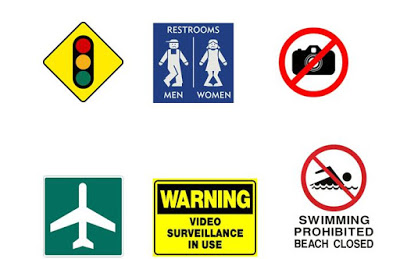 RESTROOMS
MEN WOMEN
WARNING
VIDEO
SURVEILLANCE
IN USE
SWIMMING
PROHIBITED
BEACH CLOSED